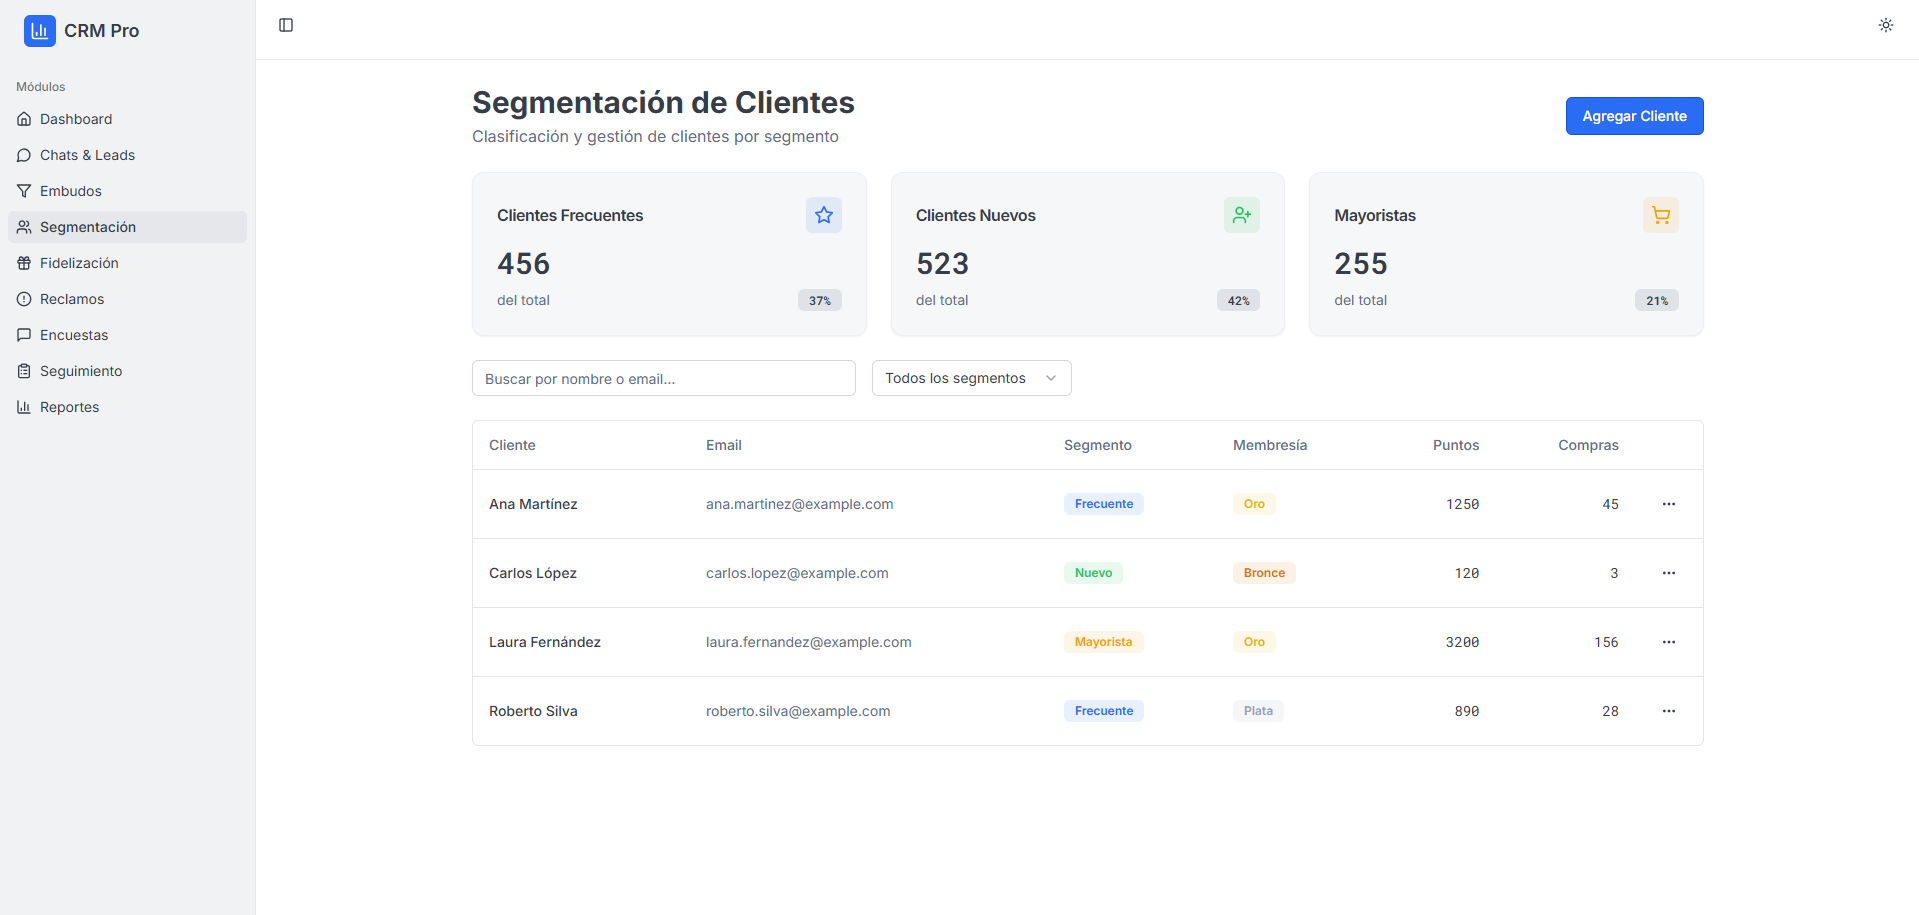 CRM Pro
Módulos
Dashboard
Chats & Leads
Embudos
Segmentación
Fidelización
Reclamos
Encuestas
Seguimiento
Reportes
Segmentación de Clientes
Clasificación y gestión de clientes por segmento
Agregar Cliente
Clientes Frecuentes
456
del total 37%
Clientes Nuevos
523
del total 42%
Mayoristas
255
del total 21%
Buscar por nombre o email...
Todos los segmentos
Cliente Email Segmento Membresía Puntos Compras
Ana Martínez ana.martinez@example.com Frecuente Oro 1250 45
Carlos López carlos.lopez@example.com Nuevo Bronce 120 3
Laura Fernández laura.fernandez@example.com Mayorista Oro 3200 156
Roberto Silva roberto.silva@example.com Frecuente Plata 890 28